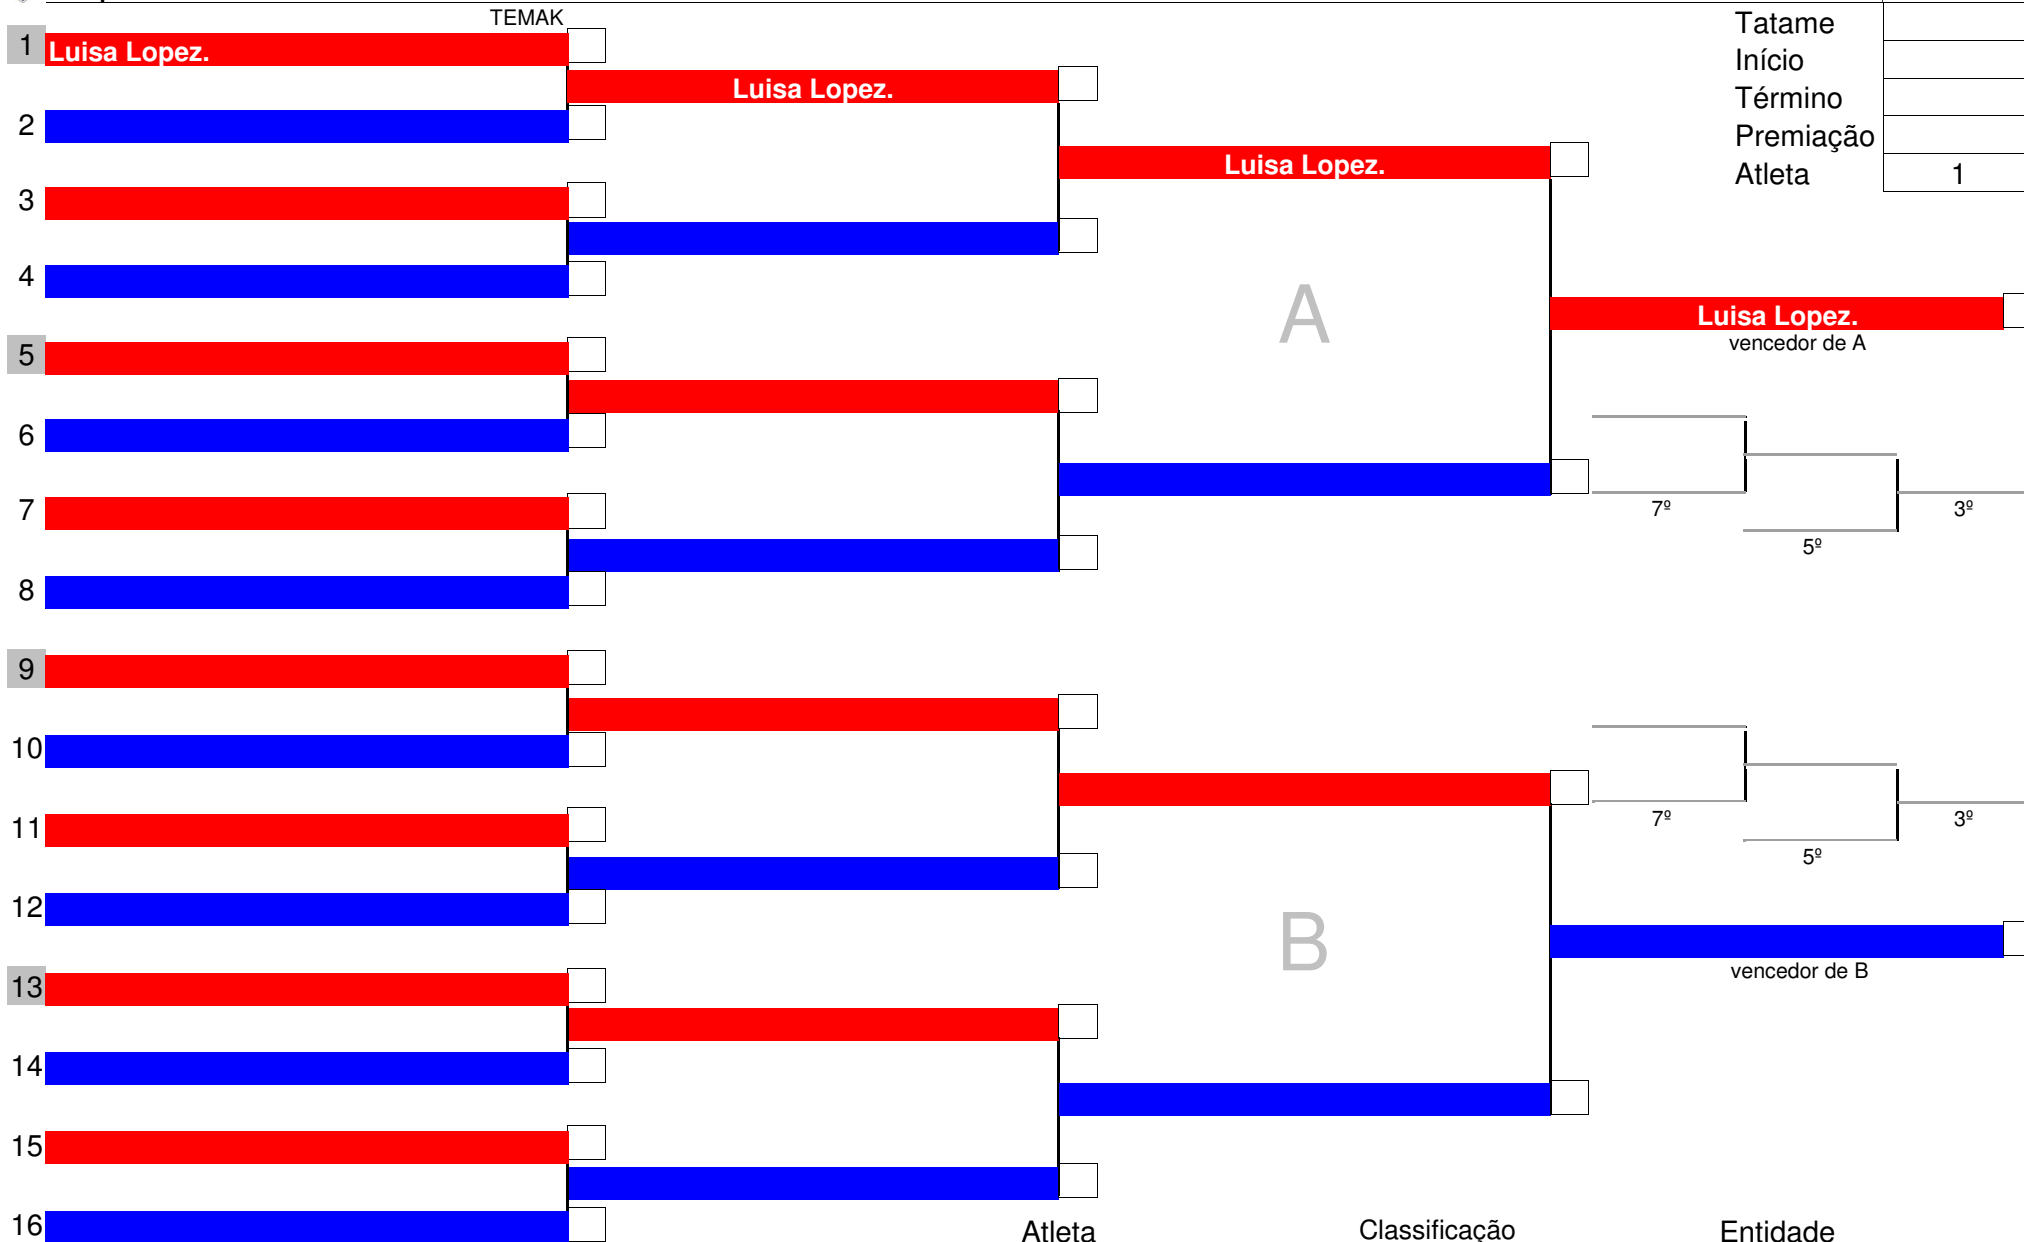 TEMAK
Tatame
Início
Término
Premiação
Atleta 1
1 Luisa Lopez.
Luisa Lopez.
2
Luisa Lopez.
3
4
A
Luisa Lopez.
vencedor de A
5
6
7
7º
3º
5º
8
9
10
11
7º
3º
5º
12
B
13
vencedor de B
14
15
16
Atleta Classificação Entidade